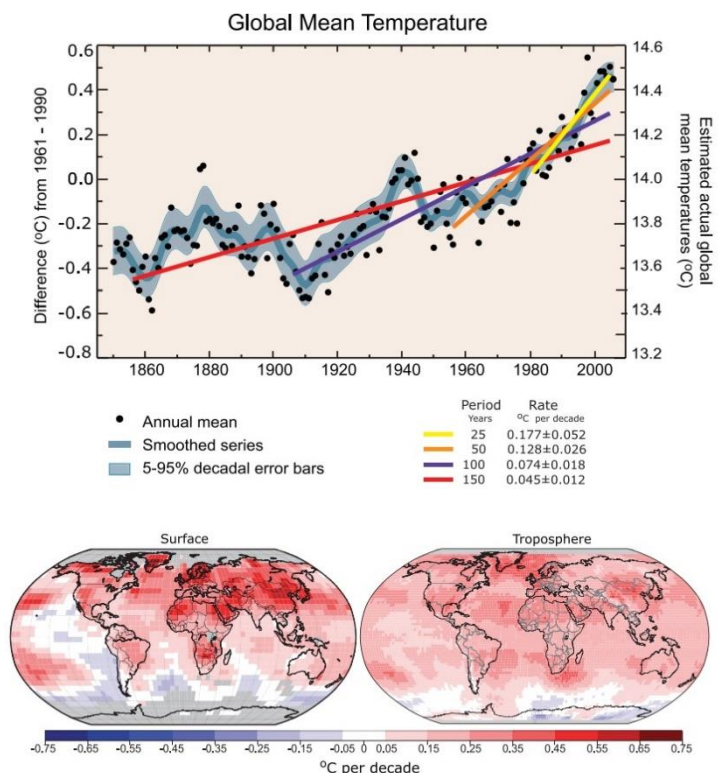 Global Mean Temperature
Difference (ºC) from 1961 - 1990
0.6
0.4
0.2
0.0
-0.2
-0.4
-0.6
-0.8
14.6
14.4
14.2
14.0
13.8
13.6
13.4
13.2
Estimated actual global
mean temperatures (ºC)
1860 1880 1900 1920 1940 1960 1980 2000
Annual mean
Smoothed series
5-95% decadal error bars
Period Rate
Years ºC per decade
25 0.177±0.052
50 0.128±0.026
100 0.074±0.018
150 0.045±0.012
Surface
Troposphere
-0.75 -0.65 -0.55 -0.45 -0.35 -0.25 -0.15 -0.05 0 0.05 0.15 0.25 0.35 0.45 0.55 0.65 0.75
ºC per decade